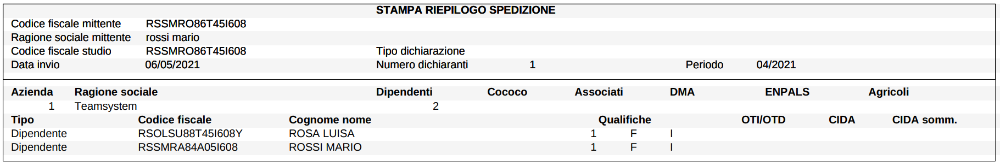 STAMPA RIEPILOGO SPEDIZIONE
Codice fiscale mittente RSSMRO86T45I608
Ragione sociale mittente rossi mario
Codice fiscale studio RSSMRO86T45I608 Tipo dichiarazione
Data invio 06/05/2021 Numero dichiaranti 1 Periodo 04/2021
Azienda Ragione sociale Dipendenti Cococo Associati DMA ENPALS Agricoli
1 Teamsystem 2
Tipo Codice fiscale Cognome nome Qualifiche OTI/OTD CIDA CIDA somm.
Dipendente RSOLSU88T45I608Y ROSA LUISA 1 F I
Dipendente RSSMRA84A05I608 ROSSI MARIO 1 F I